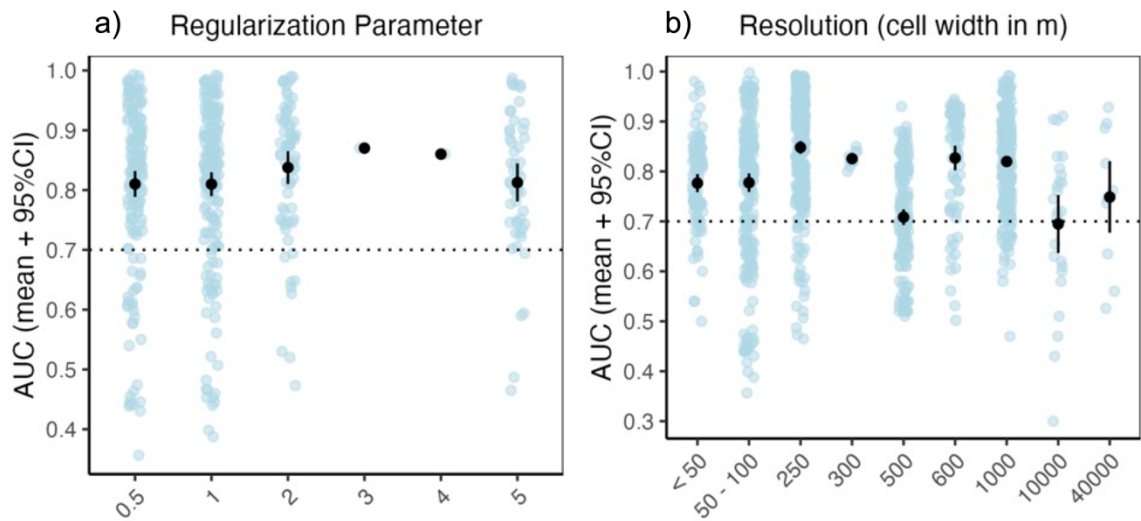 a) Regularization Parameter
AUC (mean + 95%CI)
1.0
0.9
0.8
0.7
0.6
0.5
0.4
0.5 1 2 3 4 5
b) Resolution (cell width in m)
AUC (mean + 95%CI)
1.0
0.9
0.8
0.7
0.6
0.5
0.4
0.3
< 50 50 - 100 250 300 500 600 1000 10000 40000